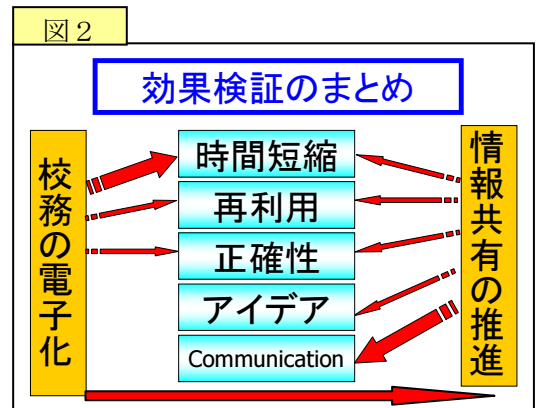 図２
効果検証のまとめ
校務の電子化
時間短縮
再利用
正確性
アイデア
Communication
情報共有の推進